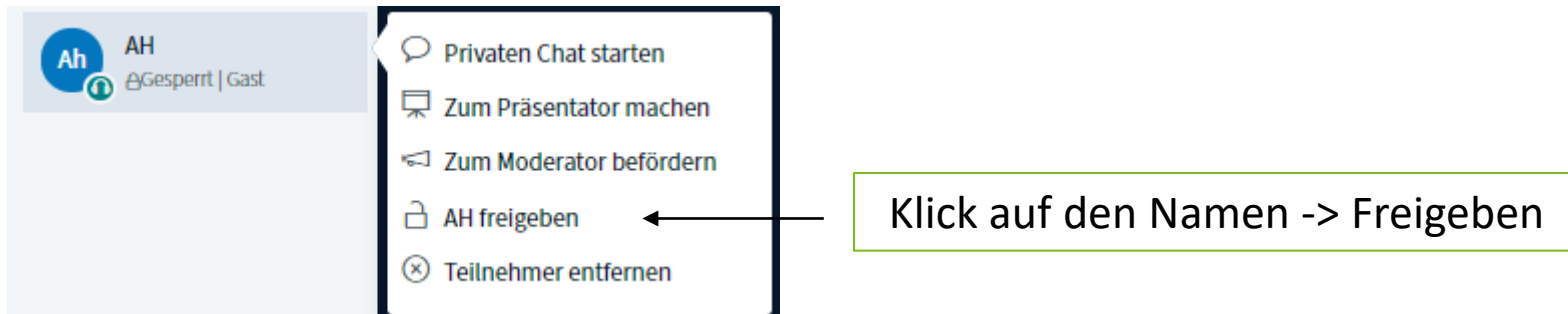 Ah
AH
Gesperrt | Gast
Privaten Chat starten
Zum Präsentator machen
Zum Moderator befördern
AH freigeben
Teilnehmer entfernen
Klick auf den Namen -> Freigeben